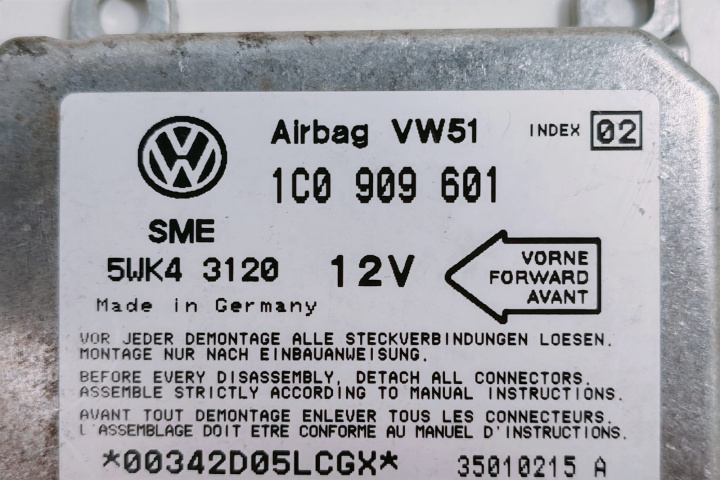 Airbag VW51 INDEX 02
1C0 909 601
SME
5WK4 3120 12V
VORNE
FORWARD
AVANT
Made in Germany
VOR JEDER DEMONTAGE ALLE STECKVERBINDUNGEN LOESEN.
MONTAGE NUR NACH EINBAUANWEISUNG.
BEFORE EVERY DISASSEMBLY, DETACH ALL CONNECTORS.
ASSEMBLE STRICTLY ACCORDING TO MANUAL INSTRUCTIONS.
AVANT TOUT DEMONTAGE ENLEVER TOUS LES CONNECTEURS.
L'ASSEMBLAGE DOIT ETRE CONFORME AU MANUEL D'INSTRUCTIONS.
*00342D05LCGX* 35010215 A